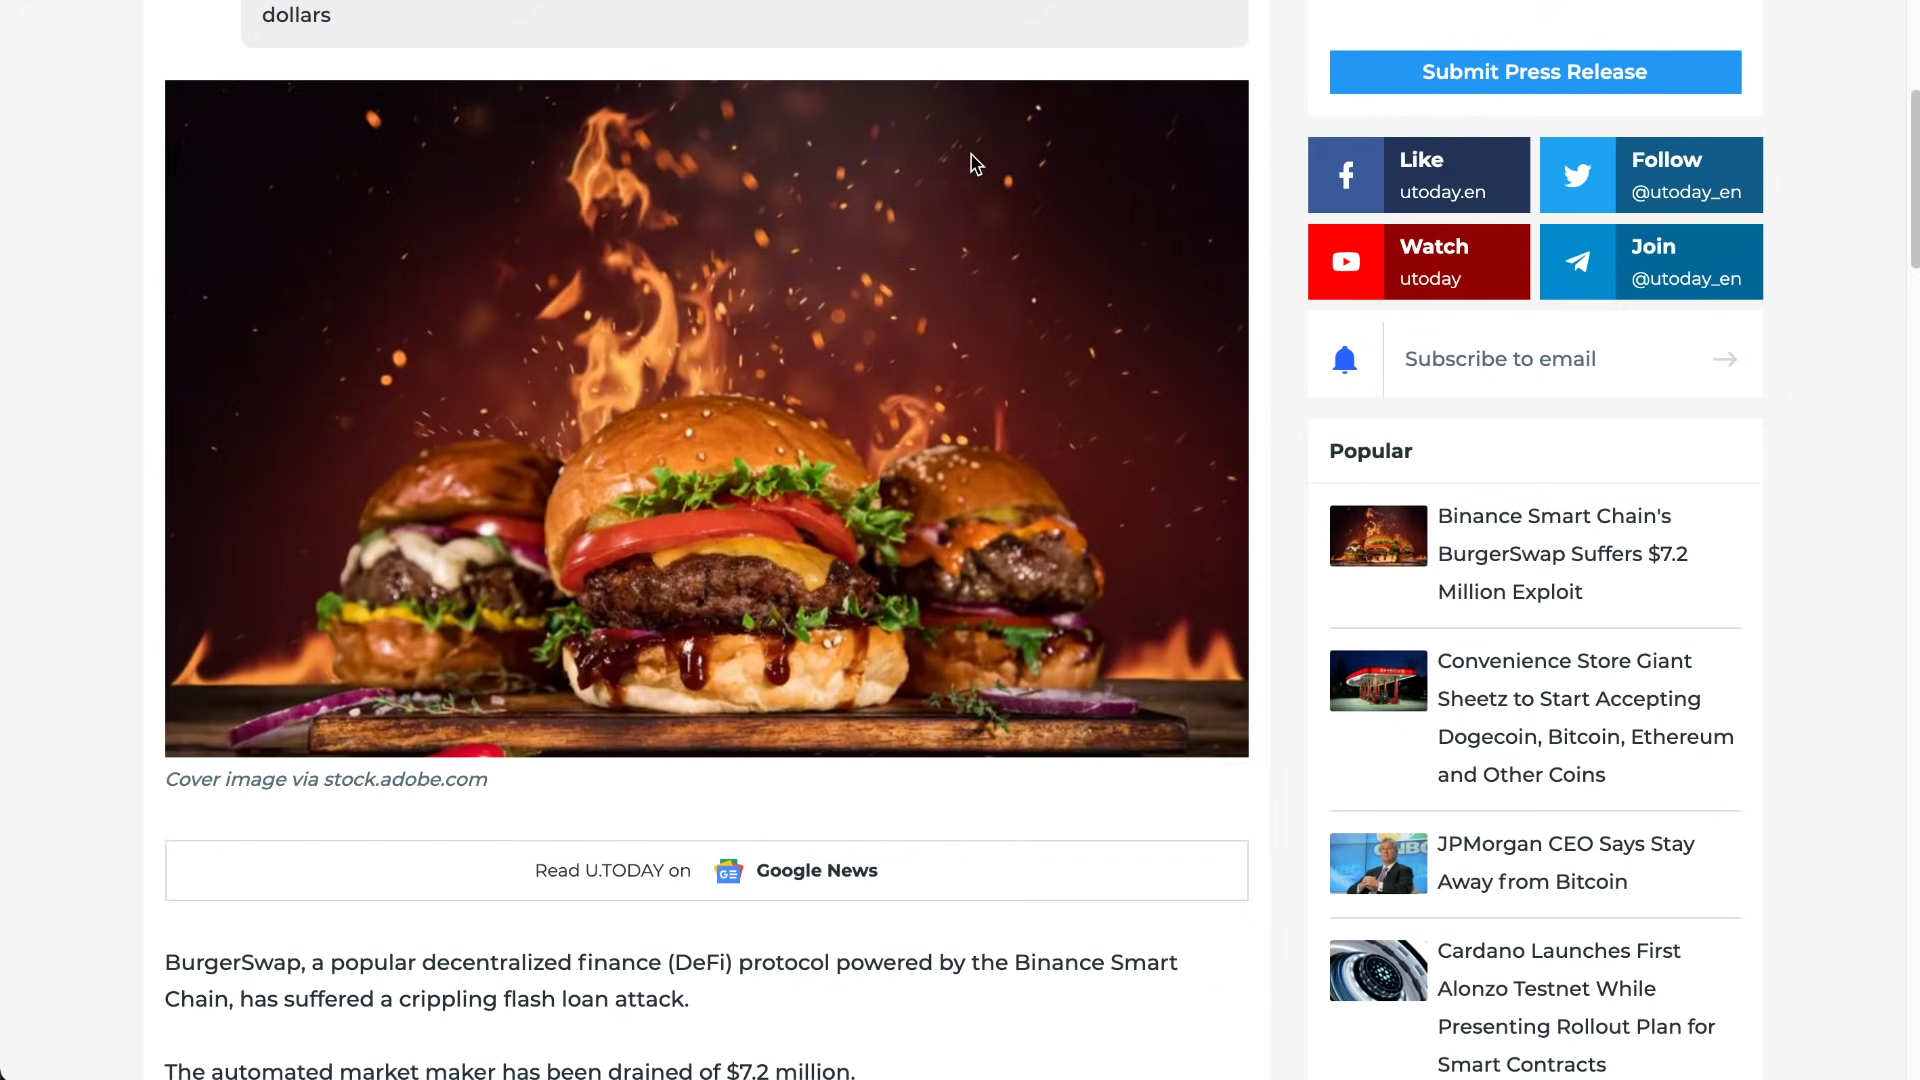 dollars
Cover image via stock.adobe.com
Read U.TODAY on Google News
BurgerSwap, a popular decentralized finance (DeFi) protocol powered by the Binance Smart
Chain, has suffered a crippling flash loan attack.
The automated market maker has been drained of $7.2 million.
Submit Press Release
Like
utoday.en
Follow
@utoday_en
Watch
utoday
Join
@utoday_en
Subscribe to email
Popular
Binance Smart Chain's
BurgerSwap Suffers $7.2
Million Exploit
Convenience Store Giant
Sheetz to Start Accepting
Dogecoin, Bitcoin, Ethereum
and Other Coins
JPMorgan CEO Says Stay
Away from Bitcoin
Cardano Launches First
Alonzo Testnet While
Presenting Rollout Plan for
Smart Contracts